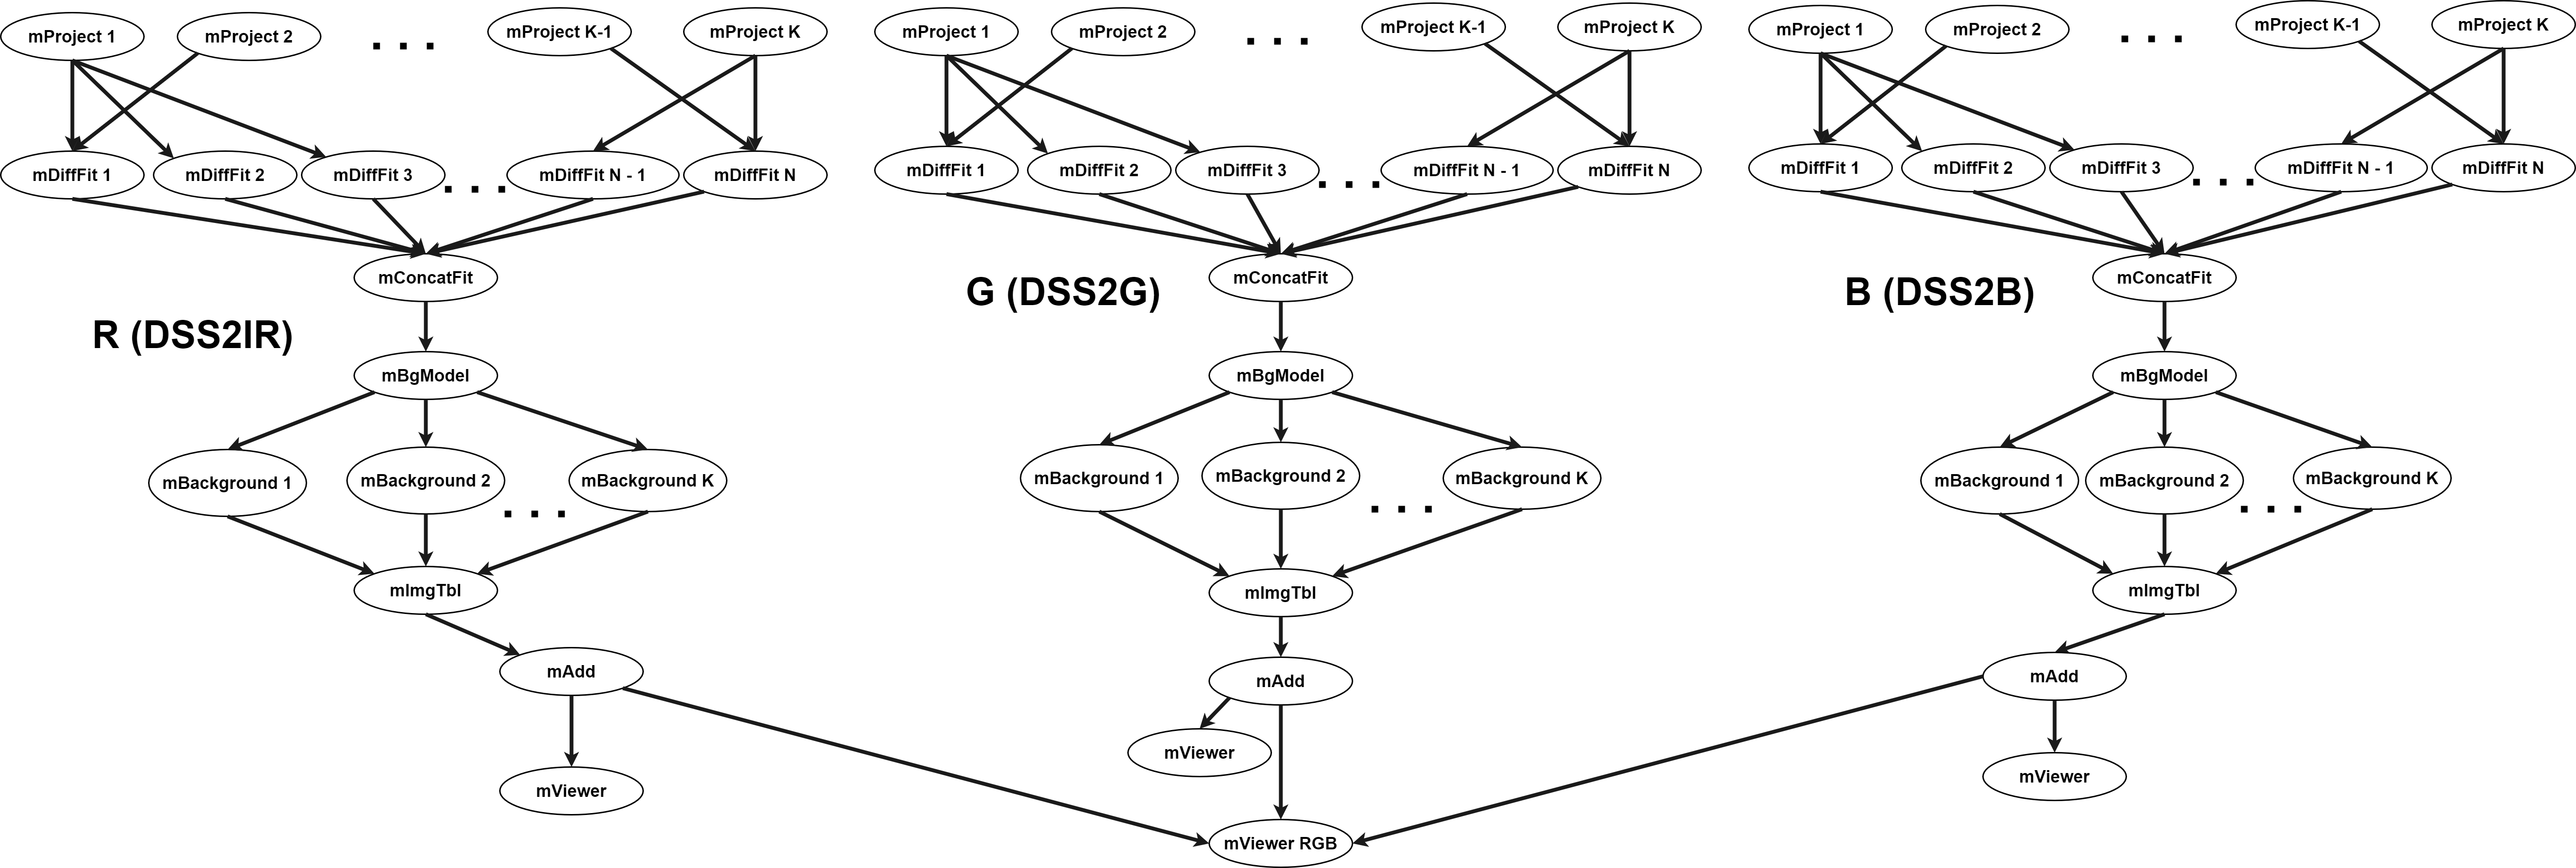 mProject 1
mProject 2
. . .
mProject K-1
mProject K
mDiffFit 1
mDiffFit 2
mDiffFit 3
. . .
mDiffFit N - 1
mDiffFit N
mConcatFit
R (DSS2IR)
mBgModel
mBackground 1
mBackground 2
. . .
mBackground K
mImgTbl
mAdd
mViewer
mProject 1
mProject 2
. . .
mProject K-1
mProject K
mDiffFit 1
mDiffFit 2
mDiffFit 3
. . .
mDiffFit N - 1
mDiffFit N
mConcatFit
G (DSS2G)
mBgModel
mBackground 1
mBackground 2
. . .
mBackground K
mImgTbl
mAdd
mViewer
mViewer RGB
mProject 1
mProject 2
. . .
mProject K-1
mProject K
mDiffFit 1
mDiffFit 2
mDiffFit 3
. . .
mDiffFit N - 1
mDiffFit N
mConcatFit
B (DSS2B)
mBgModel
mBackground 1
mBackground 2
. . .
mBackground K
mImgTbl
mAdd
mViewer